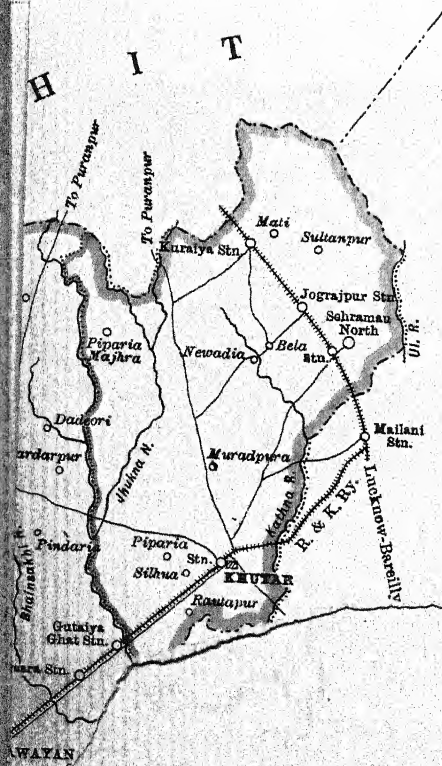 H I T
To Puranpur
To Puranpur
Mati
Kuraiya Stn.
Sultanpur
Jograjpur Stn.
Sehramau
North
Stn.
Ul. R.
Piparia
Majhra
Newadia
Bela
Dadeori
ardarpur
Jhukna N.
Muradpura
Mailani
Stn.
Kathna R.
R. & K. Ry.
Lucknow-Bareilly
Bhainsathi R.
Pindaria
Piparia
Stn.
Silhua
KHUTAR
Rautapur
Gutaiya
Ghat Stn.
Stn.
AWAYAN